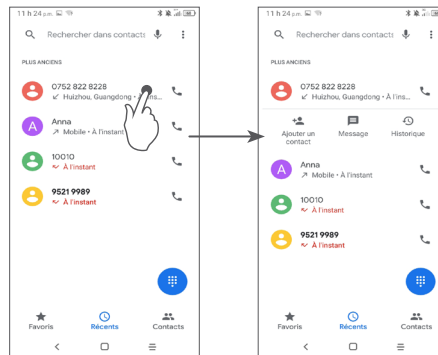 11 h 24 pm
Rechercher dans contacts
PLUS ANCIENS
0752 822 8228
Huizhou, Guangdong • À l'ins...
A
Anna
Mobile • À l'instant
10010
À l'instant
9521 9989
À l'instant
Favoris
Récents
Contacts
11 h 24 pm
Rechercher dans contacts
PLUS ANCIENS
0752 822 8228
Huizhou, Guangdong • À l'ins...
Ajouter un
contact
Message
Historique
A
Anna
Mobile • À l'instant
10010
À l'instant
9521 9989
À l'instant
Favoris
Récents
Contacts